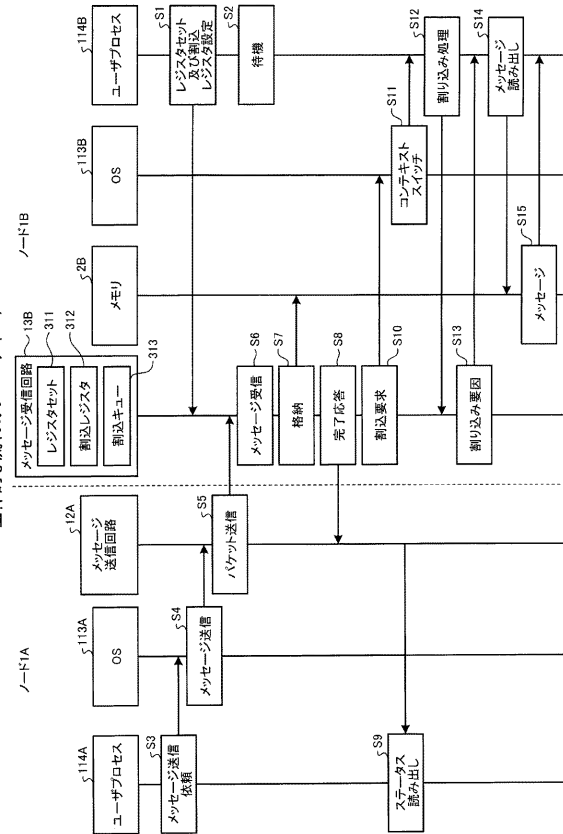 ノード1A
ノード1B
114A
ユーザプロセス
113A
OS
12A
メッセージ
送信回路
13B
メッセージ受信回路
311
レジスタセット
312
割込レジスタ
313
割込キュー
2B
メモリ
113B
OS
114B
ユーザプロセス
S1
レジスタセット
及び割込
レジスタ設定
S2
待機
S3
メッセージ送信
依頼
S4
メッセージ送信
S5
パケット送信
S6
メッセージ受信
S7
格納
S8
完了応答
S9
ステータス
読み出し
S10
割込要求
S11
コンテキスト
スイッチ
S12
割り込み処理
S13
割り込み要因
S14
メッセージ
読み出し
S15
メッセージ